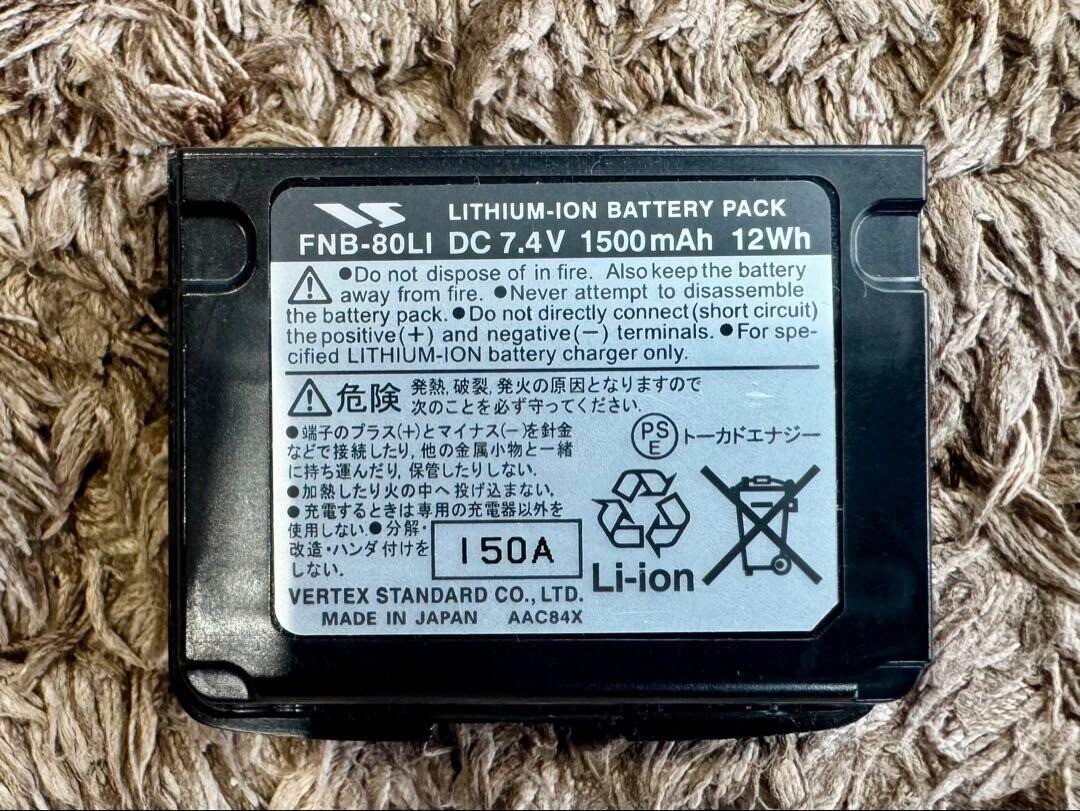 VS LITHIUM-ION BATTERY PACK
FNB-80LI DC 7.4V 1500mAh 12Wh
●Do not dispose of in fire. Also keep the battery
away from fire. ●Never attempt to disassemble
the battery pack. ●Do not directly connect (short circuit)
the positive(+) and negative(−) terminals. ●For spe-
cified LITHIUM-ION battery charger only.
危険 発熱,破裂,発火の原因となりますので
次のことを必ず守ってください.
●端子のプラス(+)とマイナス(−)を針金
などで接続したり,他の金属小物と一緒
に持ち運んだり,保管したりしない.
●加熱したり火の中へ投げ込まない.
●充電するときは専用の充電器以外を
使用しない.●分解・
改造・ハンダ付けを
しない.
PS
E
トーカドエナジー
150A
Li-ion
VERTEX STANDARD CO., LTD.
MADE IN JAPAN AAC84X